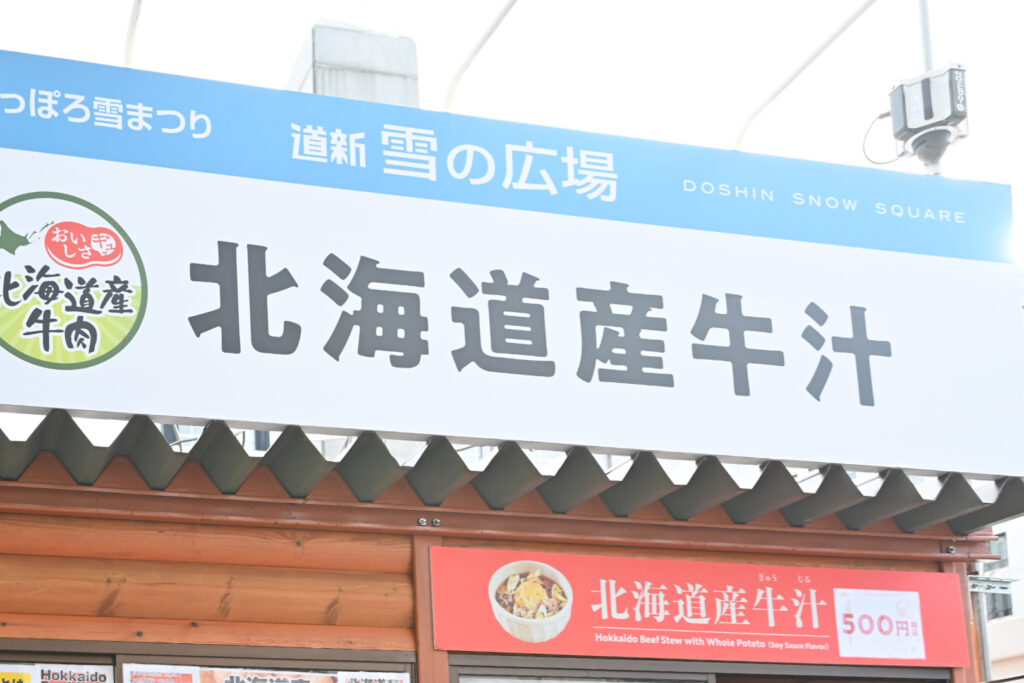 っぽろ雪まつり
道新 雪の広場
DOSHIN SNOW SQUARE
e-cam02
おいしさ
北海道産
牛肉
北海道産牛汁
ぎゅう じる
北海道産牛汁
Hokkaido Beef Stew with Whole Poteto (Soy Sauce Flavor)
500円
Hokkaido